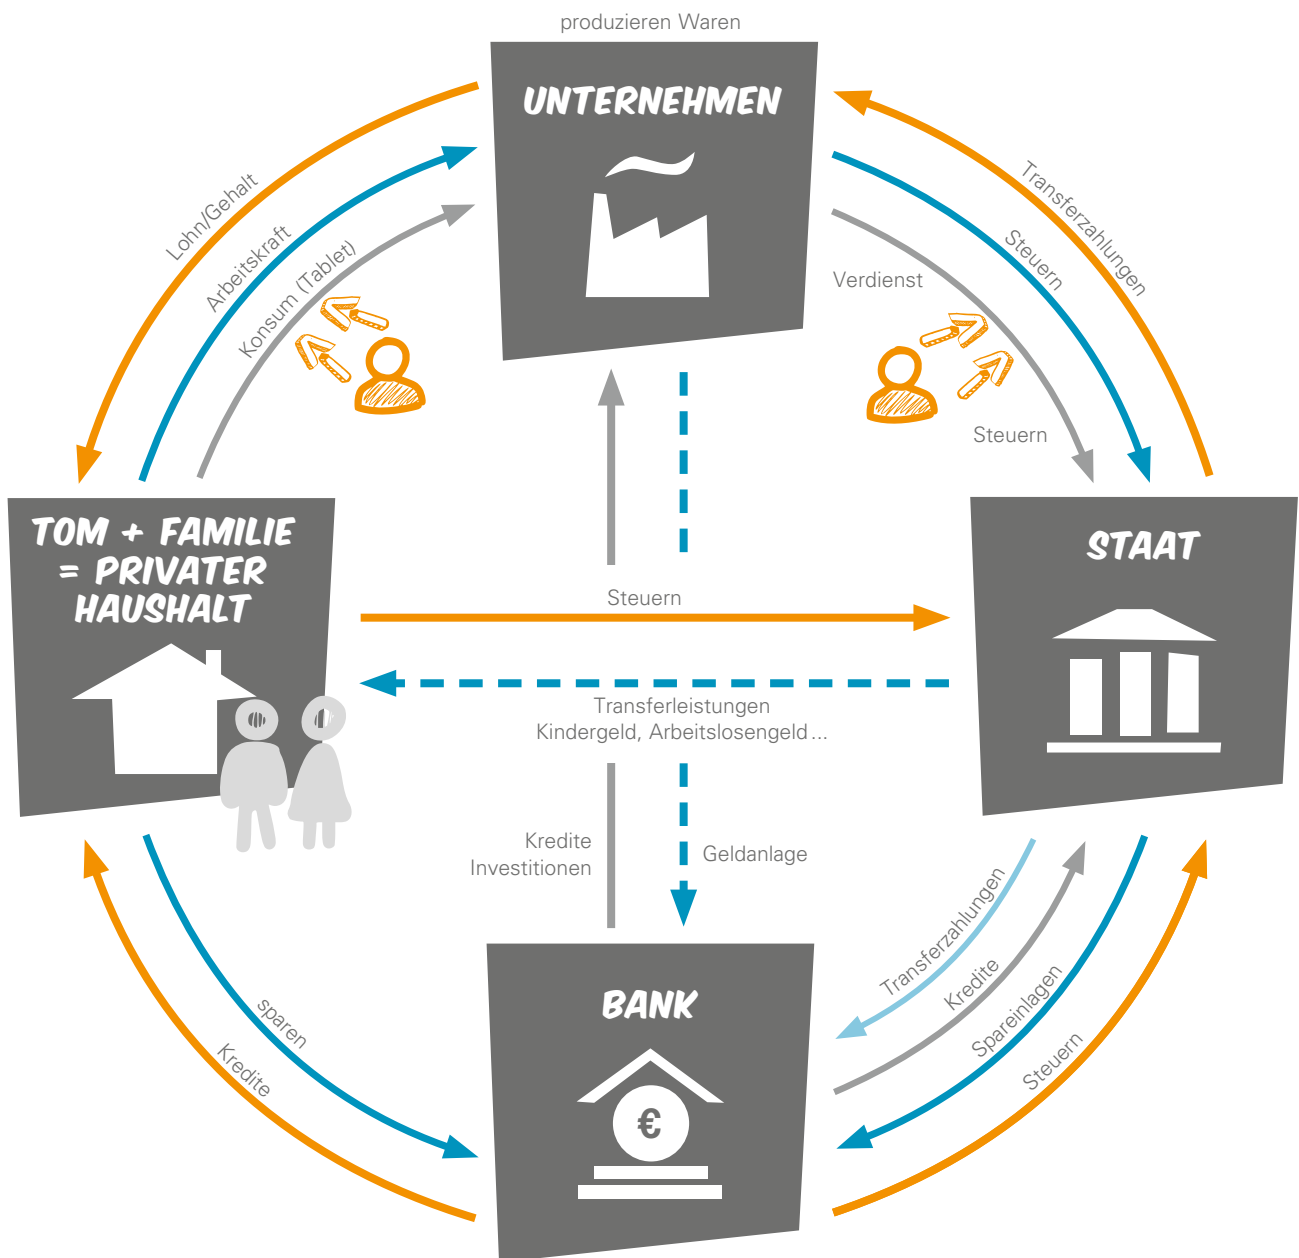 produzieren Waren
UNTERNEHMEN
Lohn/Gehalt
Arbeitskraft
Konsum (Tablet)
Transferzahlungen
Steuern
Verdienst
Steuern
TOM + FAMILIE
= PRIVATER
HAUSHALT
STAAT
Steuern
Transferleistungen
Kindergeld, Arbeitslosengeld ...
Kredite
Investitionen
Geldanlage
sparen
Kredite
Transferzahlungen
Kredite
Spareinlagen
Steuern
BANK
€